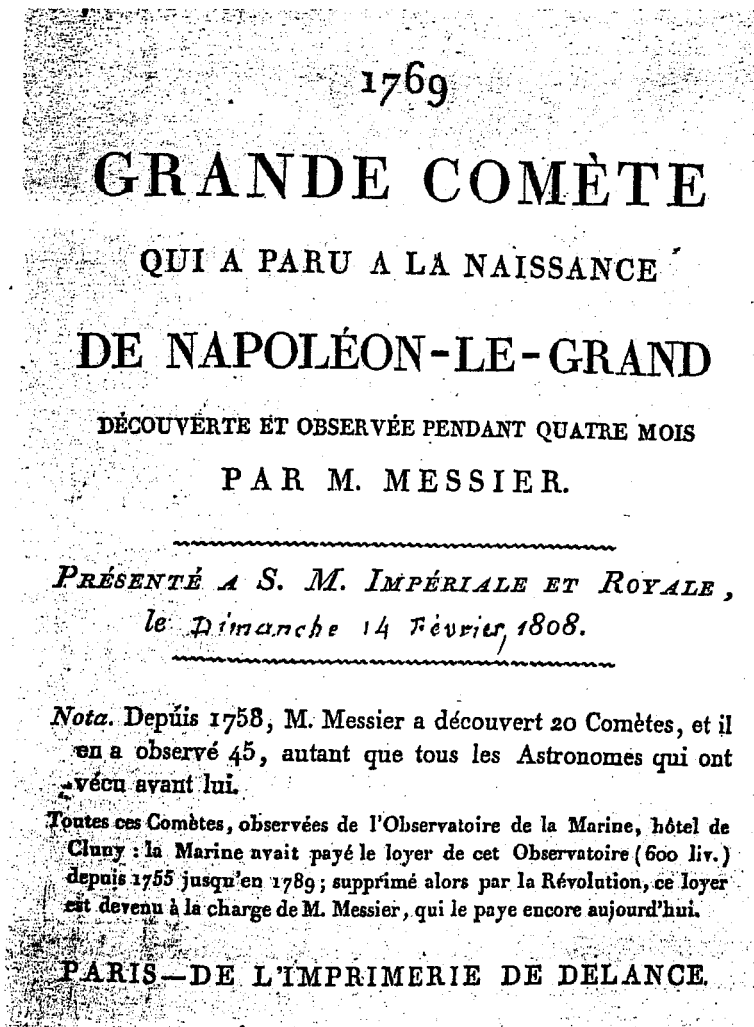 1769
GRANDE COMÈTE
QUI A PARU A LA NAISSANCE
DE NAPOLÉON-LE-GRAND
DÉCOUVERTE ET OBSERVÉE PENDANT QUATRE MOIS
PAR M. MESSIER.
PRÉSENTÉ A S. M. IMPÉRIALE ET ROYALE,
le Dimanche 14 Février, 1808.
Nota. Depuis 1758, M. Messier a découvert 20 Comètes, et il
en a observé 45, autant que tous les Astronomes qui ont
vécu avant lui.
Toutes ces Comètes, observées de l'Observatoire de la Marine, hôtel de
Cluny : la Marine avait payé le loyer de cet Observatoire (600 liv.)
depuis 1755 jusqu'en 1789; supprimé alors par la Révolution, ce loyer
est devenu à la charge de M. Messier, qui le paye encore aujourd'hui.
PARIS—DE L'IMPRIMERIE DE DELANCE.